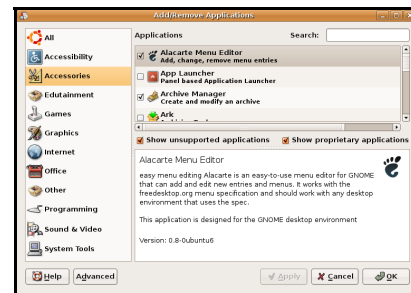 Add/Remove Applications
All
Accessibility
Accessories
Edutainment
Games
Graphics
Internet
Office
Other
Programming
Sound & Video
System Tools
Applications
Search:
Alacarte Menu Editor
Add, change, remove menu entries
App Launcher
Panel based Application Launcher
Archive Manager
Create and modify an archive
Ark
Show unsupported applications
Show proprietary applications
Alacarte Menu Editor
easy menu editing Alacarte is an easy-to-use menu editor for GNOME
that can add and edit new entries and menus. It works with the
freedesktop.org menu specification and should work with any desktop
environment that uses the spec.
This application is designed for the GNOME desktop environment
Version: 0.8-0ubuntu6
Help
Advanced
Apply
Cancel
OK